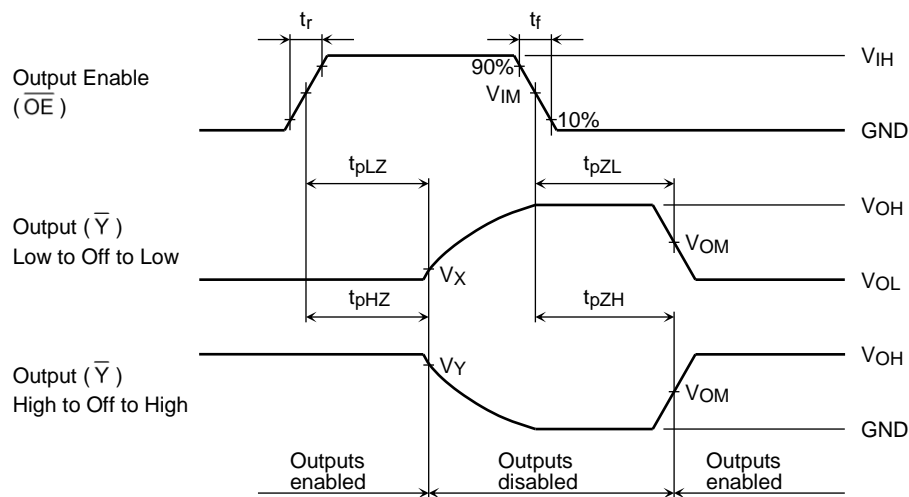 tr
tf
Output Enable
( OE )
90%
VIM
10%
VIH
GND
tpLZ
tpZL
Output ( Y )
Low to Off to Low
VX
VOM
VOH
VOL
tpHZ
tpZH
Output ( Y )
High to Off to High
VY
VOM
VOH
GND
Outputs
enabled
Outputs
disabled
Outputs
enabled